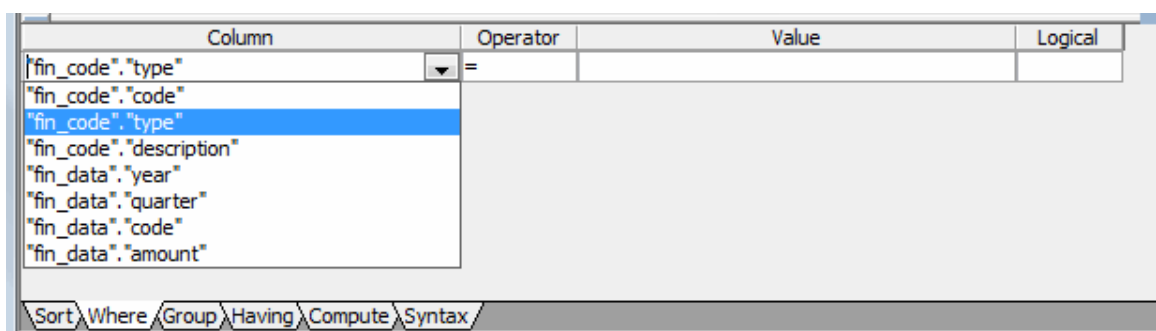 Column Operator Value Logical
"fin_code"."type" =
"fin_code"."code"
"fin_code"."type"
"fin_code"."description"
"fin_data"."year"
"fin_data"."quarter"
"fin_data"."code"
"fin_data"."amount"
Sort Where Group Having Compute Syntax